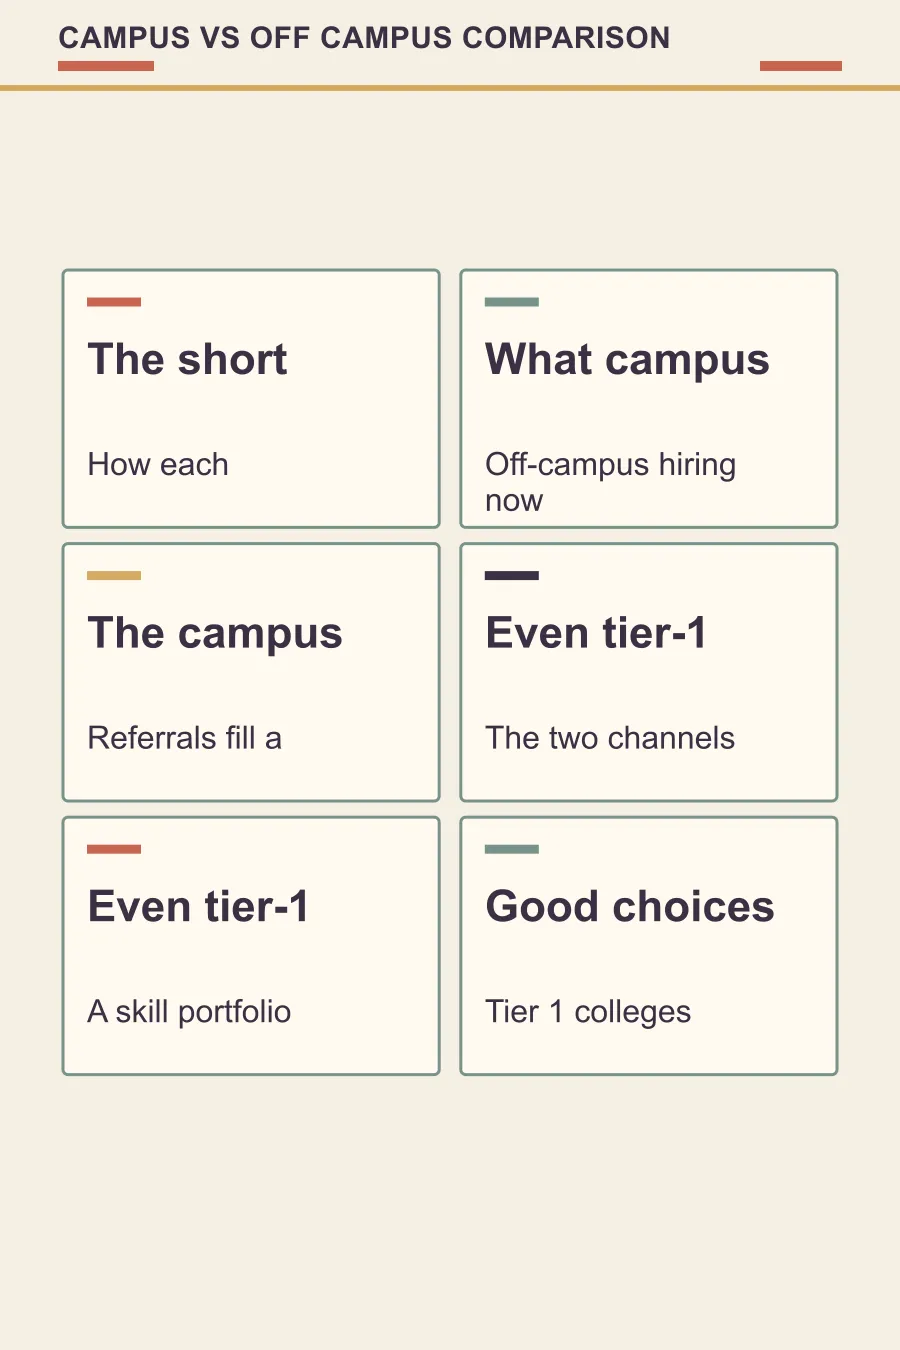 CAMPUS VS OFF CAMPUS COMPARISON
The short
How each
What campus
Off-campus hiring
now
The campus
Referrals fill a
Even tier-1
The two channels
Even tier-1
A skill portfolio
Good choices
Tier 1 colleges